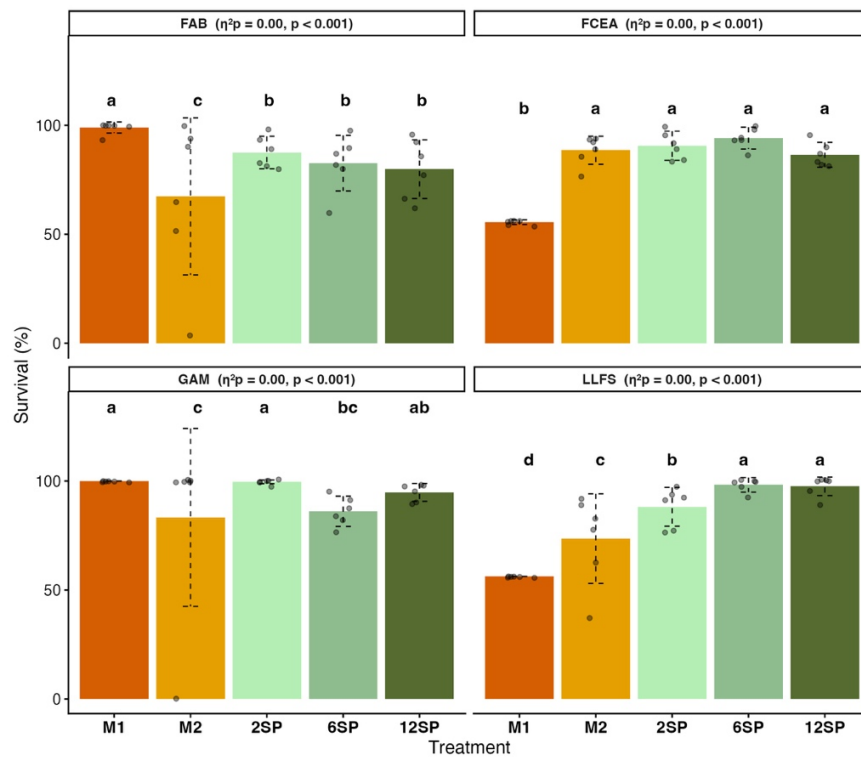 FAB (η²p = 0.00, p < 0.001)
FCEA (η²p = 0.00, p < 0.001)
a c b b b
b a a a a
100
50
0
GAM (η²p = 0.00, p < 0.001)
LLFS (η²p = 0.00, p < 0.001)
a c a bc ab
d c b a a
100
50
0
Survival (%)
M1 M2 2SP 6SP 12SP
M1 M2 2SP 6SP 12SP
Treatment